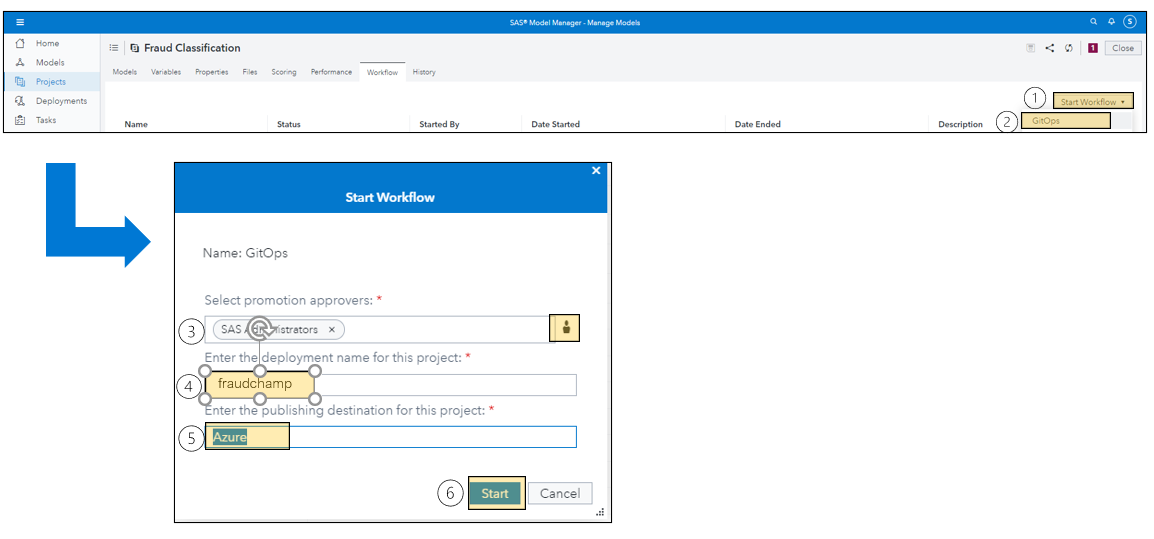 SAS® Model Manager - Manage Models
S
Home
Fraud Classification
1
Close
Models
Models Variables Properties Files Scoring Performance Workflow History
Projects
Deployments
1 Start Workflow
Tasks
Name Status Started By Date Started Date Ended Description 2 GitOps
Start Workflow
Name: GitOps
Select promotion approvers: *
3 SAS Administrators
Enter the deployment name for this project: *
4 fraudchamp
Enter the publishing destination for this project: *
5 Azure
6 Start Cancel